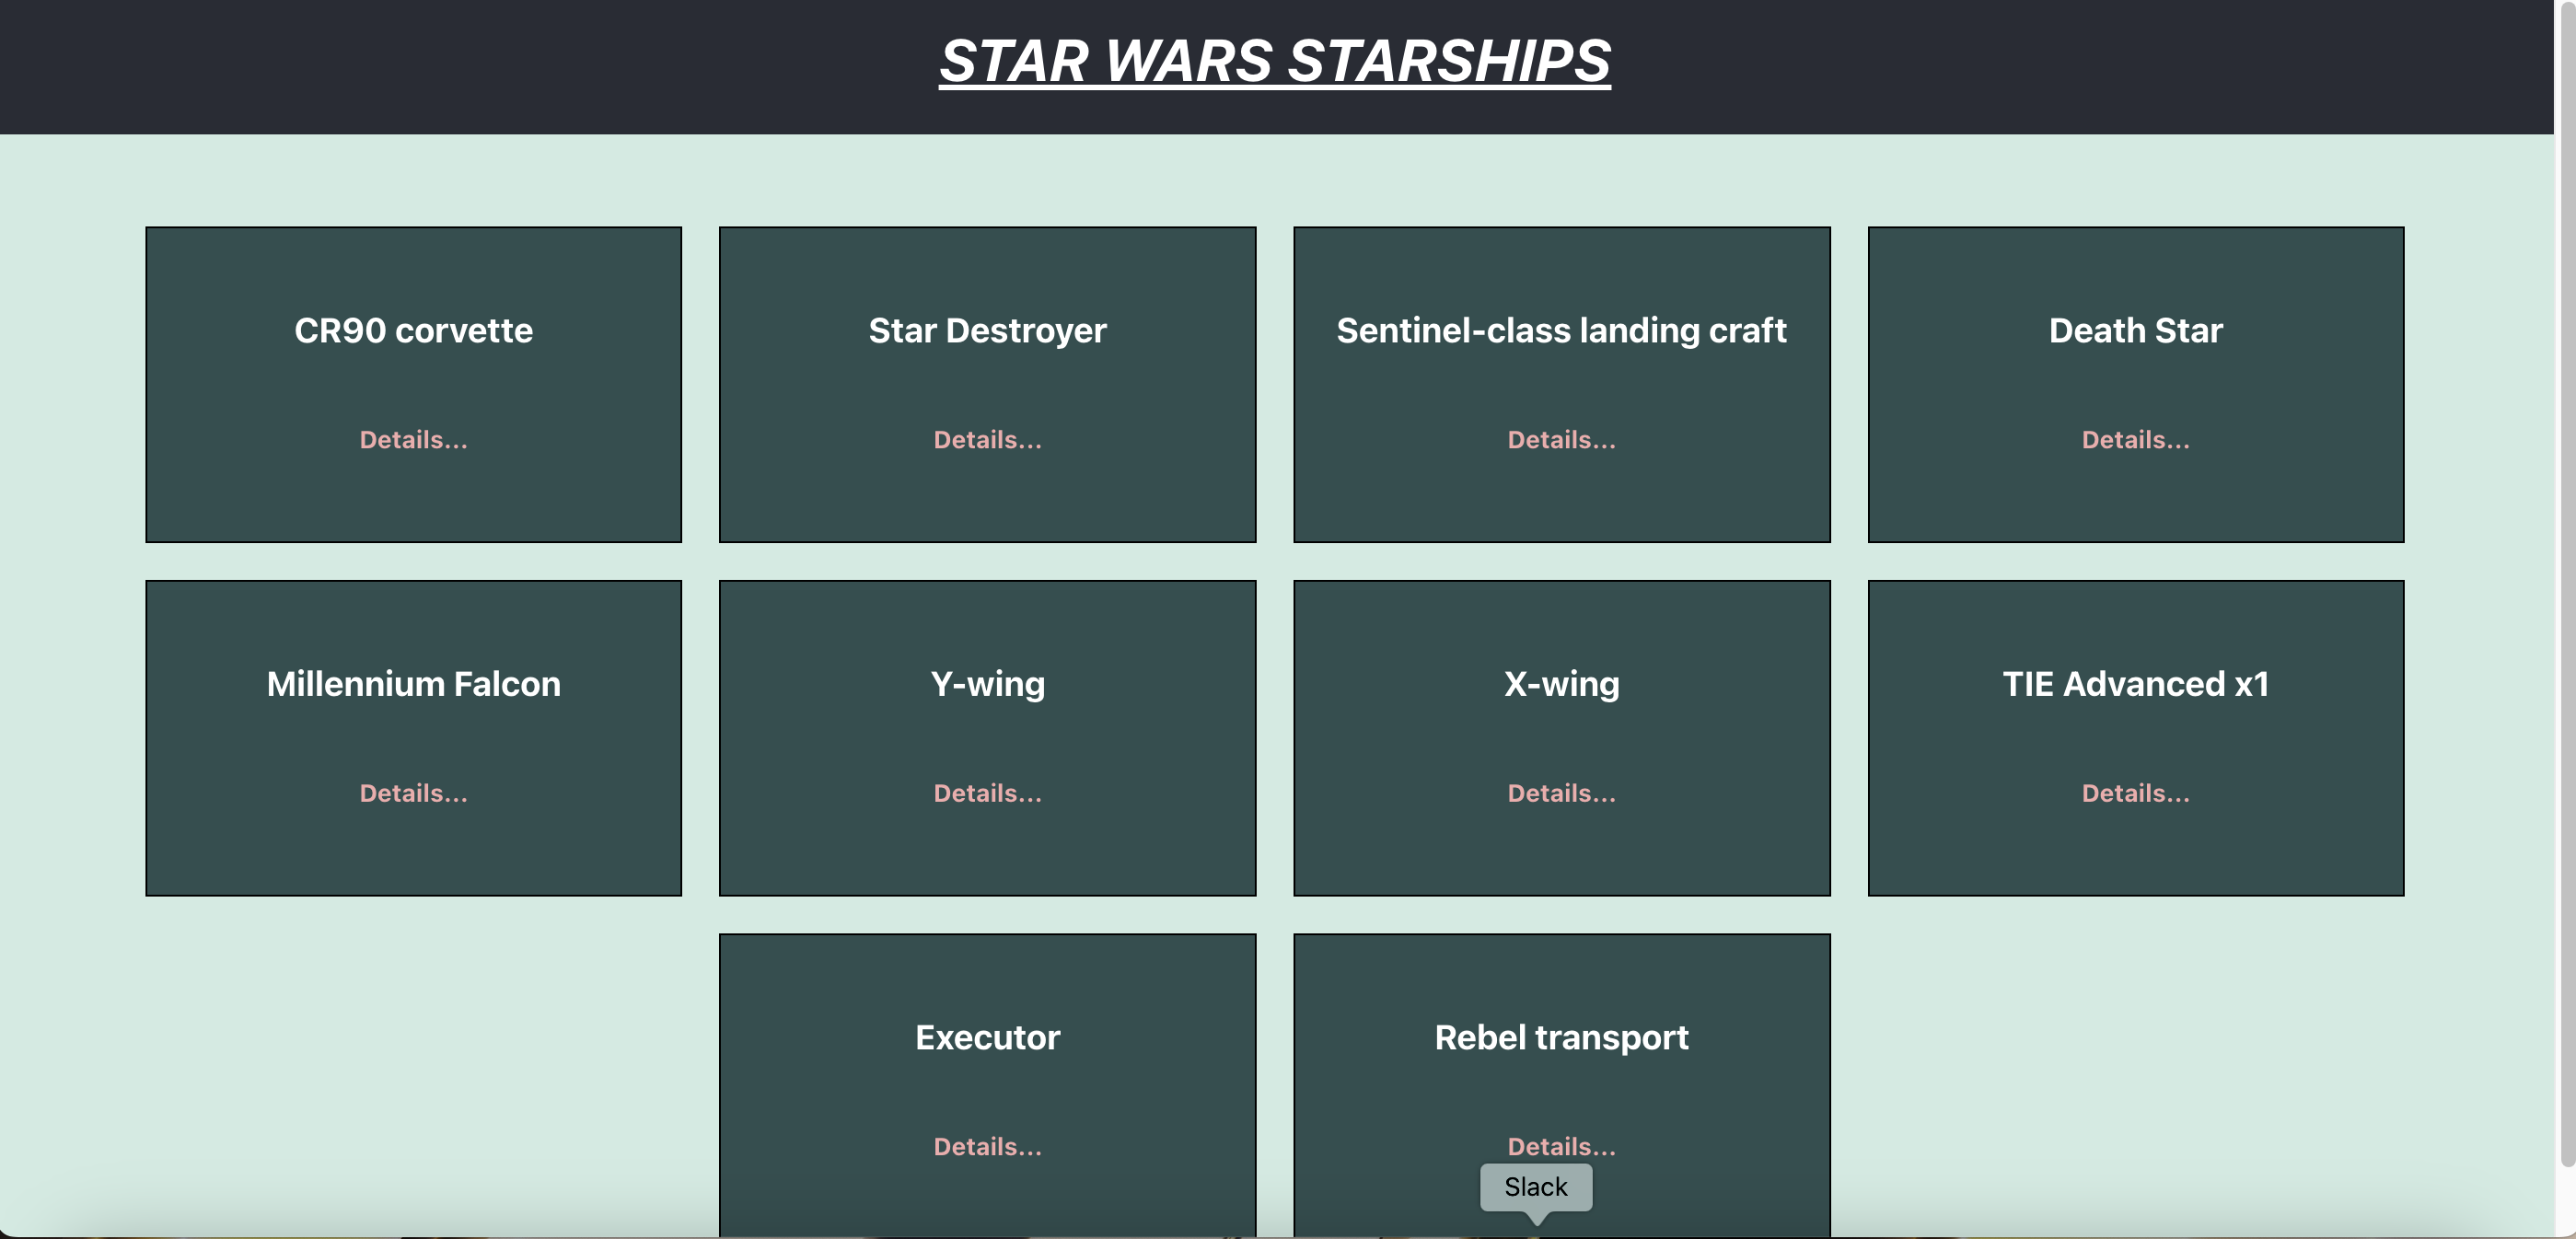 STAR WARS STARSHIPS
CR90 corvette
Star Destroyer
Sentinel-class landing craft
Death Star
Details...
Details...
Details...
Details...
Millennium Falcon
Y-wing
X-wing
TIE Advanced x1
Details...
Details...
Details...
Details...
Executor
Rebel transport
Details...
Details...
Slack